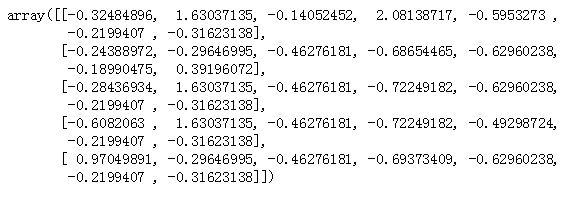 array([[-0.32484896,  1.63037135, -0.14052452,  2.08138717, -0.5953273 ,
        -0.2199407 , -0.31623138],
       [-0.24388972, -0.29646995, -0.46276181, -0.68654465, -0.62960238,
        -0.18990475,  0.39196072],
       [-0.28436934,  1.63037135, -0.46276181, -0.72249182, -0.62960238,
        -0.2199407 , -0.31623138],
       [-0.6082063 ,  1.63037135, -0.46276181, -0.72249182, -0.49298724,
        -0.2199407 , -0.31623138],
       [ 0.97049891, -0.29646995, -0.46276181, -0.69373409, -0.62960238,
        -0.2199407 , -0.31623138]])